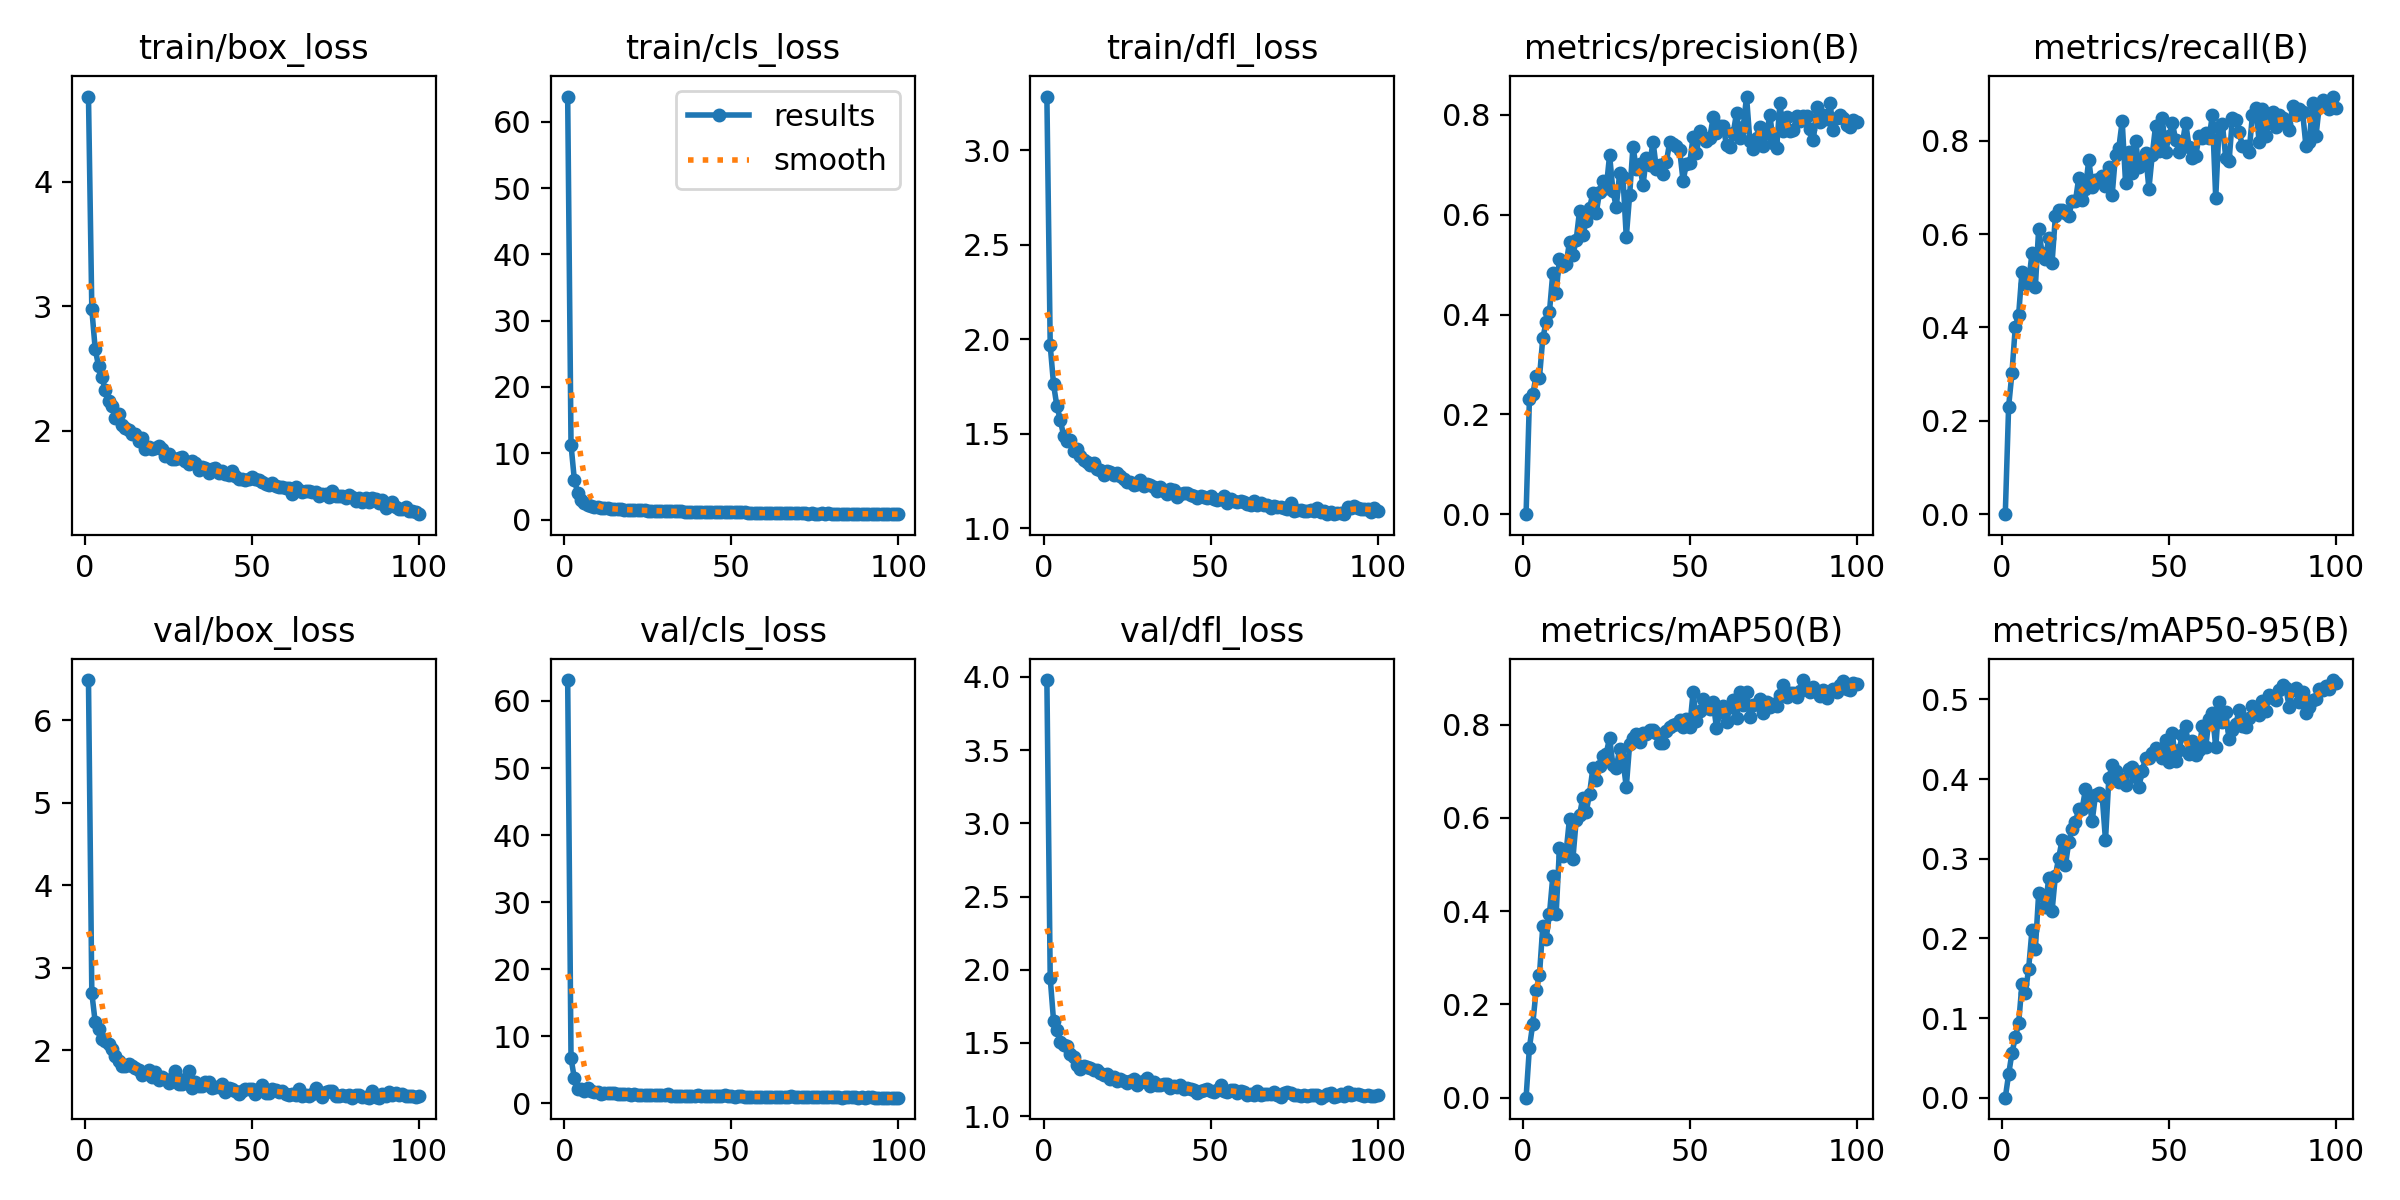 train/box_loss
4
3
2
0 50 100
train/cls_loss
results
smooth
60
50
40
30
20
10
0
0 50 100
train/dfl_loss
3.0
2.5
2.0
1.5
1.0
0 50 100
metrics/precision(B)
0.8
0.6
0.4
0.2
0.0
0 50 100
metrics/recall(B)
0.8
0.6
0.4
0.2
0.0
0 50 100
val/box_loss
6
5
4
3
2
0 50 100
val/cls_loss
60
50
40
30
20
10
0
0 50 100
val/dfl_loss
4.0
3.5
3.0
2.5
2.0
1.5
1.0
0 50 100
metrics/mAP50(B)
0.8
0.6
0.4
0.2
0.0
0 50 100
metrics/mAP50-95(B)
0.5
0.4
0.3
0.2
0.1
0.0
0 50 100